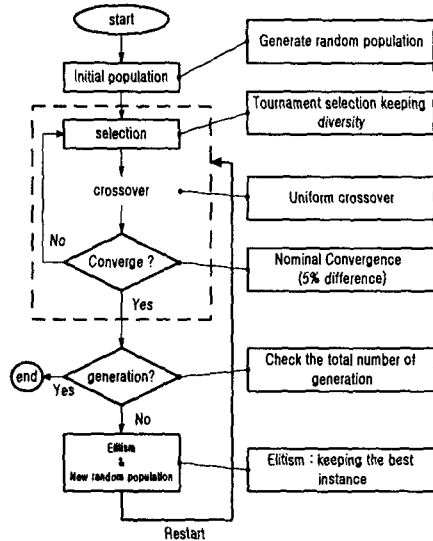 start
Generate random population
Initial population
Tournament selection keeping
diversity
selection
crossover
Uniform crossover
No
Converge ?
Nominal Convergence
(5% difference)
Yes
Check the total number of
generation
end
Yes
generation?
No
Elitism
&
New random population
Elitism : keeping the best
instance
Restart